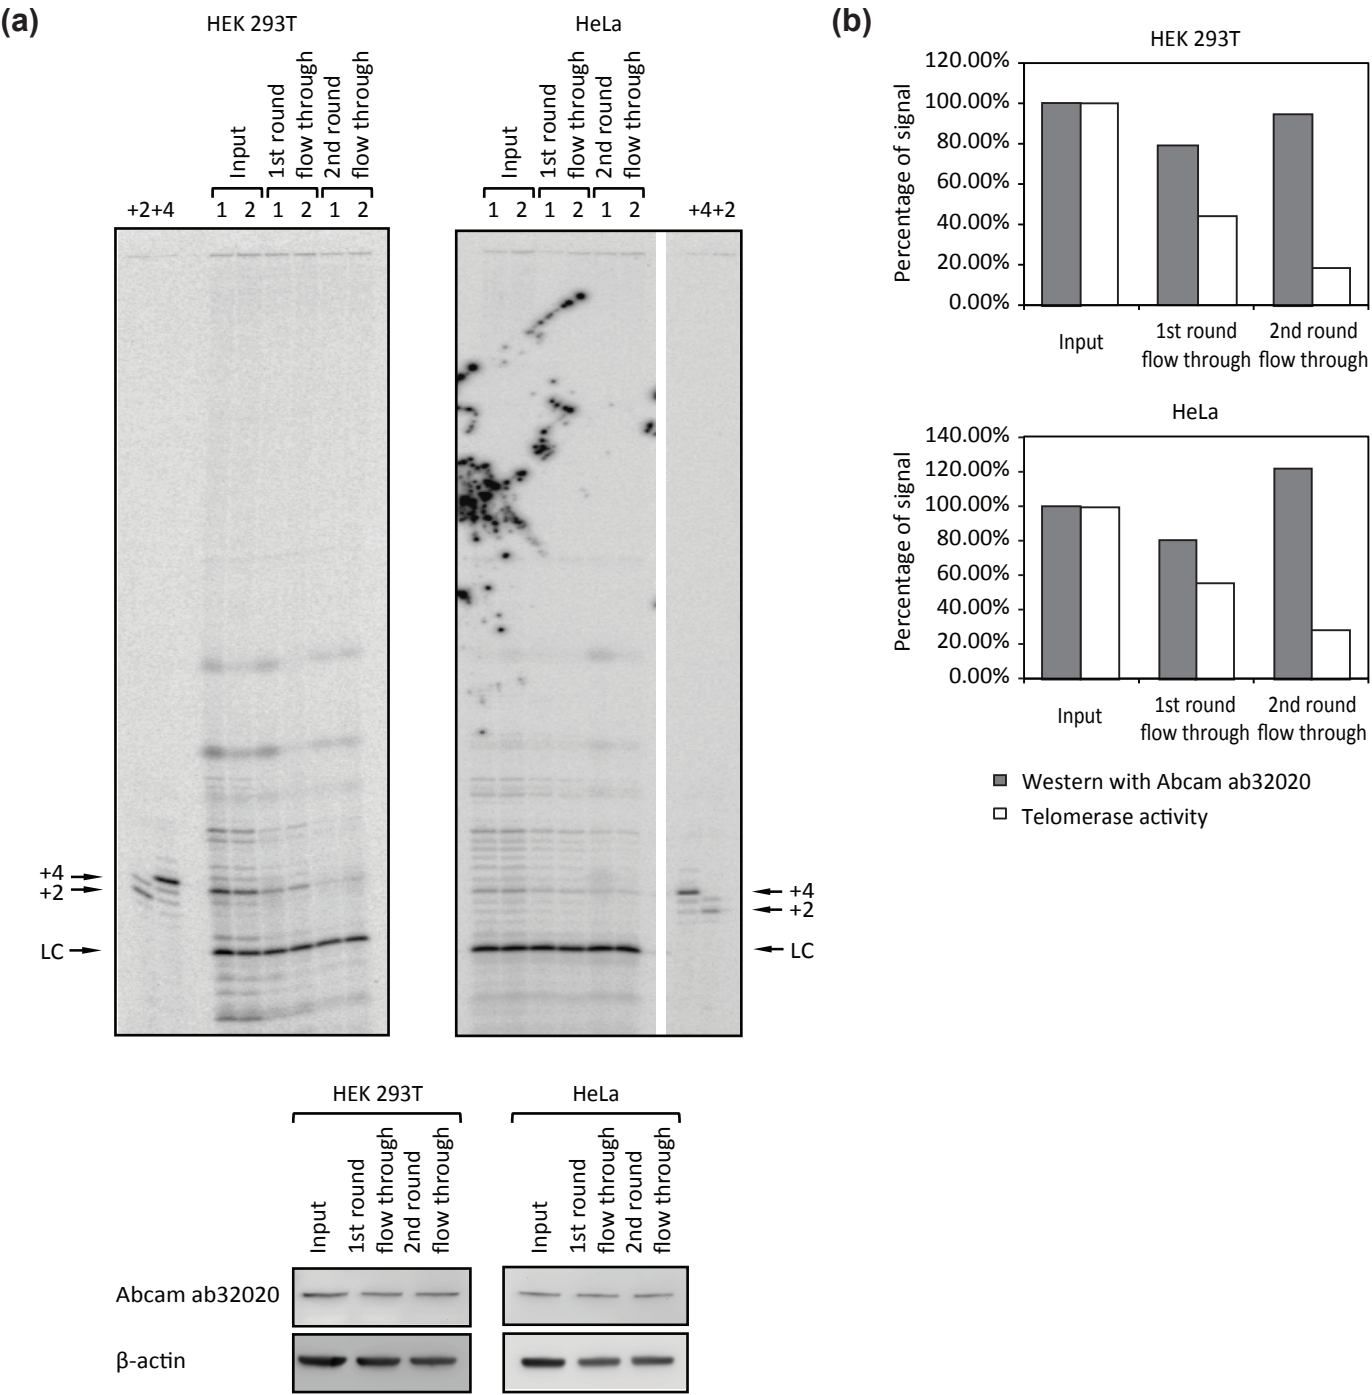 (a)
HEK 293T
HeLa
Input
1st round
flow through
2nd round
flow through
Input
1st round
flow through
2nd round
flow through
+2+4
1 2 1 2 1 2
1 2 1 2 1 2
+4+2
+4
+2
LC
+4
+2
LC
HEK 293T
HeLa
Input
1st round
flow through
2nd round
flow through
Input
1st round
flow through
2nd round
flow through
Abcam ab32020
β-actin
(b)
HEK 293T
Percentage of signal
120.00%
100.00%
80.00%
60.00%
40.00%
20.00%
0.00%
Input
1st round
flow through
2nd round
flow through
HeLa
Percentage of signal
140.00%
120.00%
100.00%
80.00%
60.00%
40.00%
20.00%
0.00%
Input
1st round
flow through
2nd round
flow through
Western with Abcam ab32020
Telomerase activity